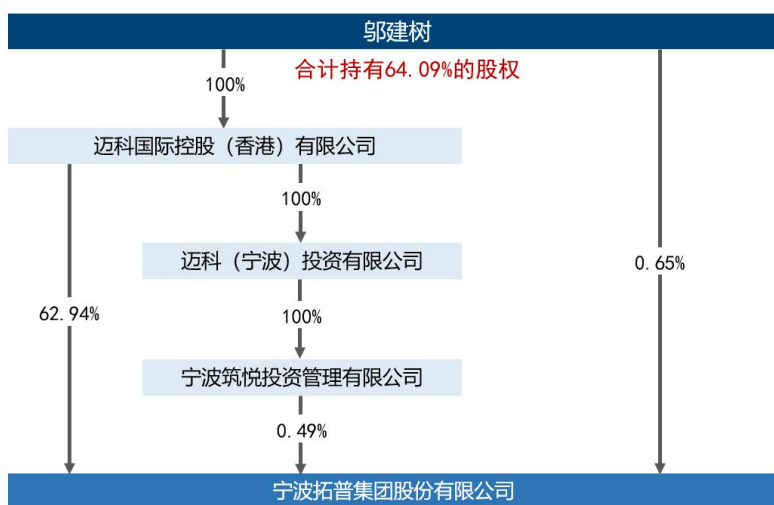 邬建树
合计持有64.09%的股权
100%
迈科国际控股（香港）有限公司
100%
迈科（宁波）投资有限公司
0.65%
62.94%
100%
宁波筑悦投资管理有限公司
0.49%
宁波拓普集团股份有限公司